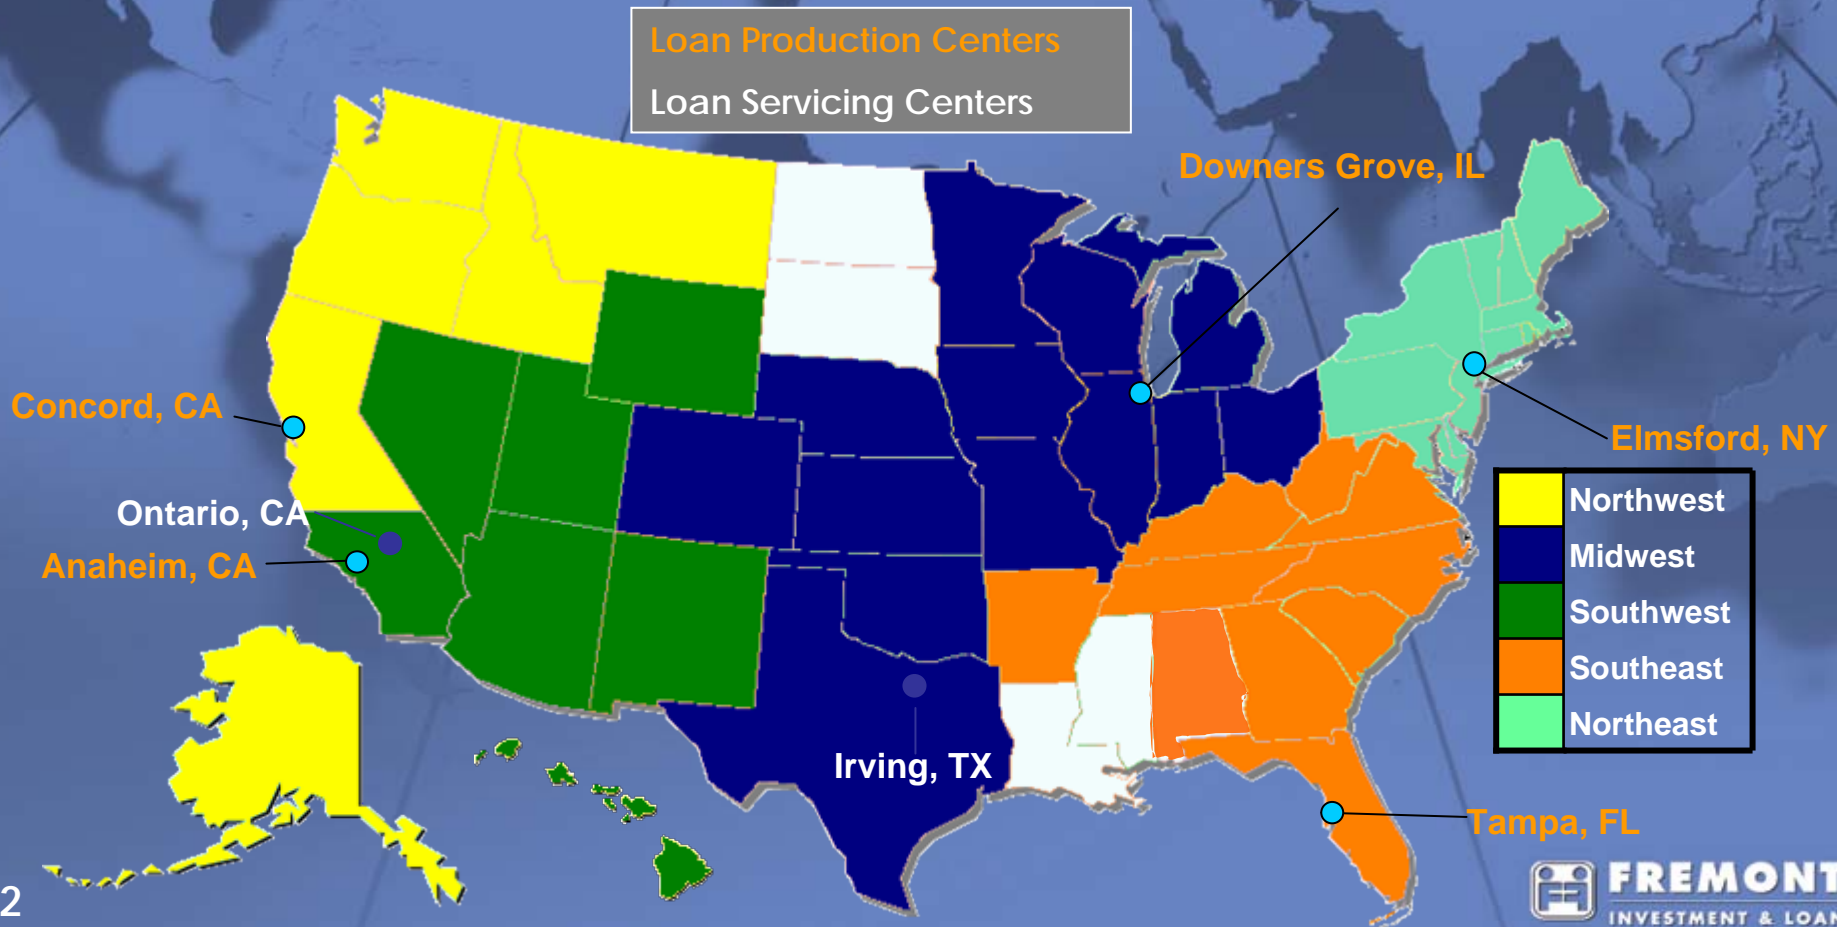 Loan Production Centers
Loan Servicing Centers
Downers Grove, IL
Concord, CA
Elmsford, NY
Ontario, CA
Anaheim, CA
Northwest
Midwest
Southwest
Southeast
Northeast
Irving, TX
Tampa, FL
2
FREMONT
INVESTMENT & LOAN